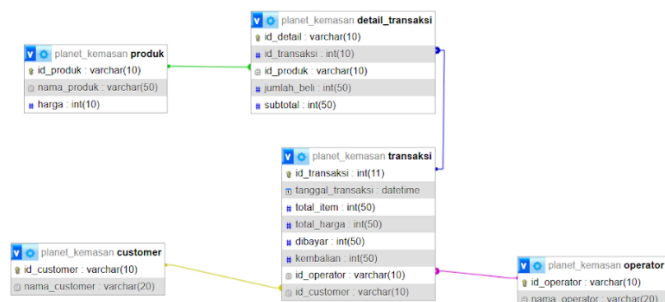 planet_kemasan detail_transaksi
id_detail : varchar(10)
id_transaksi : int(10)
id_produk : varchar(10)
jumlah_beli : int(50)
subtotal : int(50)
planet_kemasan produk
id_produk : varchar(10)
nama_produk : varchar(50)
harga : int(10)
planet_kemasan transaksi
id_transaksi : int(11)
tanggal_transaksi : datetime
total_item : int(50)
total_harga : int(50)
dibayar : int(50)
kembalian : int(50)
id_operator : varchar(10)
id_customer : varchar(10)
planet_kemasan customer
id_customer : varchar(10)
nama_customer : varchar(20)
planet_kemasan operator
id_operator : varchar(10)
nama_operator : varchar(20)